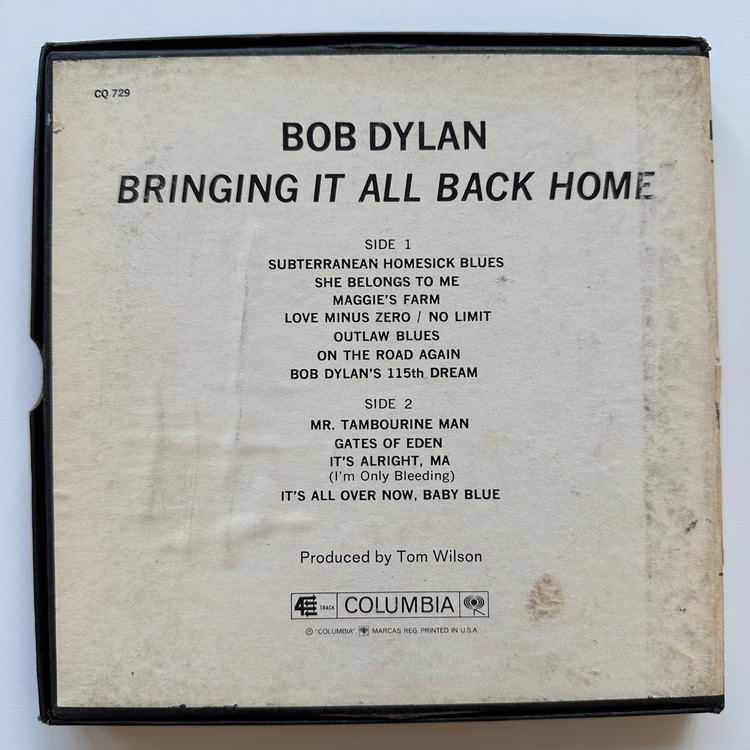 CQ 729
BOB DYLAN
BRINGING IT ALL BACK HOME
SIDE 1
SUBTERRANEAN HOMESICK BLUES
SHE BELONGS TO ME
MAGGIE'S FARM
LOVE MINUS ZERO / NO LIMIT
OUTLAW BLUES
ON THE ROAD AGAIN
BOB DYLAN'S 115th DREAM
SIDE 2
MR. TAMBOURINE MAN
GATES OF EDEN
IT'S ALRIGHT, MA
(I'm Only Bleeding)
IT'S ALL OVER NOW, BABY BLUE
Produced by Tom Wilson
4 TRACK COLUMBIA
℗ "COLUMBIA", MARCAS REG. PRINTED IN U.S.A.